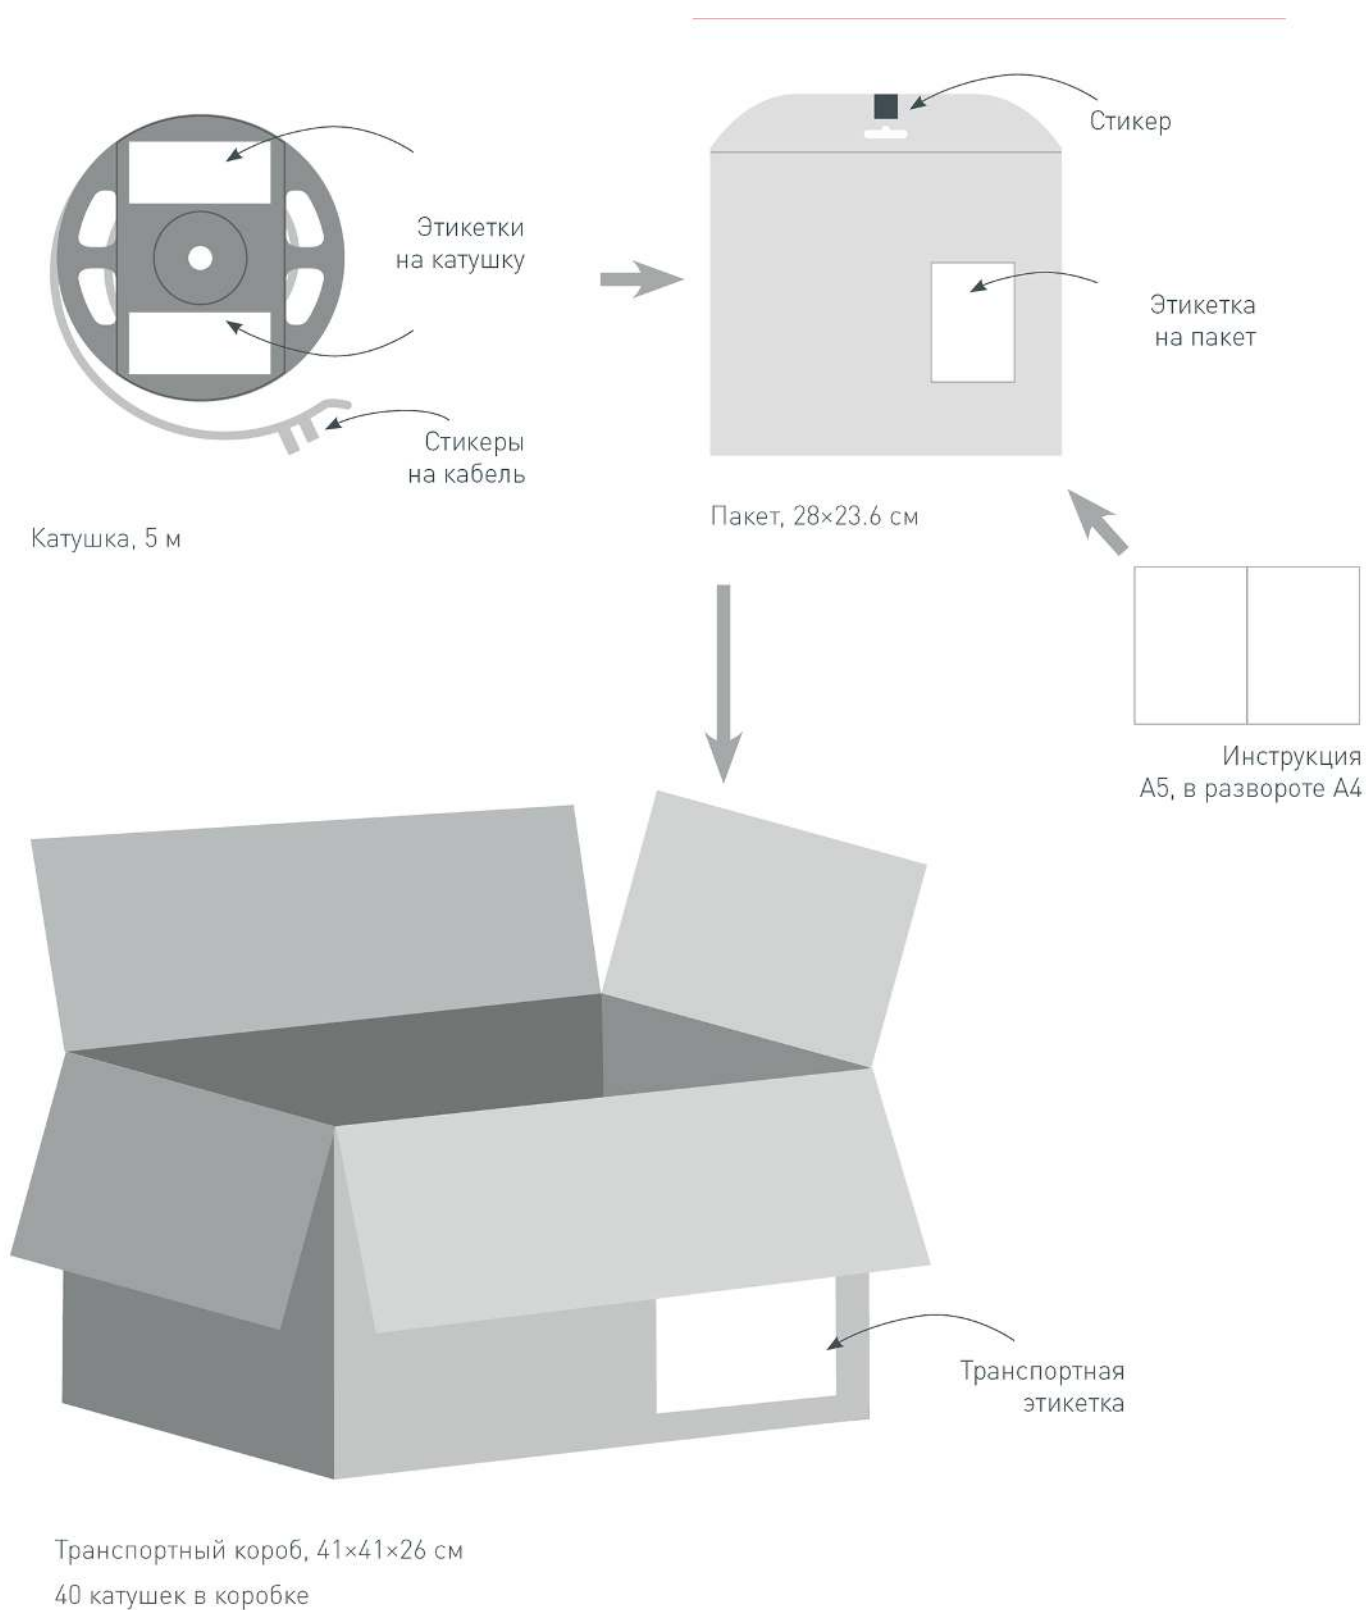 Стикер
Этикетки
на катушку
Этикетка
на пакет
Стикеры
на кабель
Катушка, 5 м
Пакет, 28×23.6 см
Инструкция
А5, в развороте А4
Транспортная
этикетка
Транспортный короб, 41×41×26 см
40 катушек в коробке